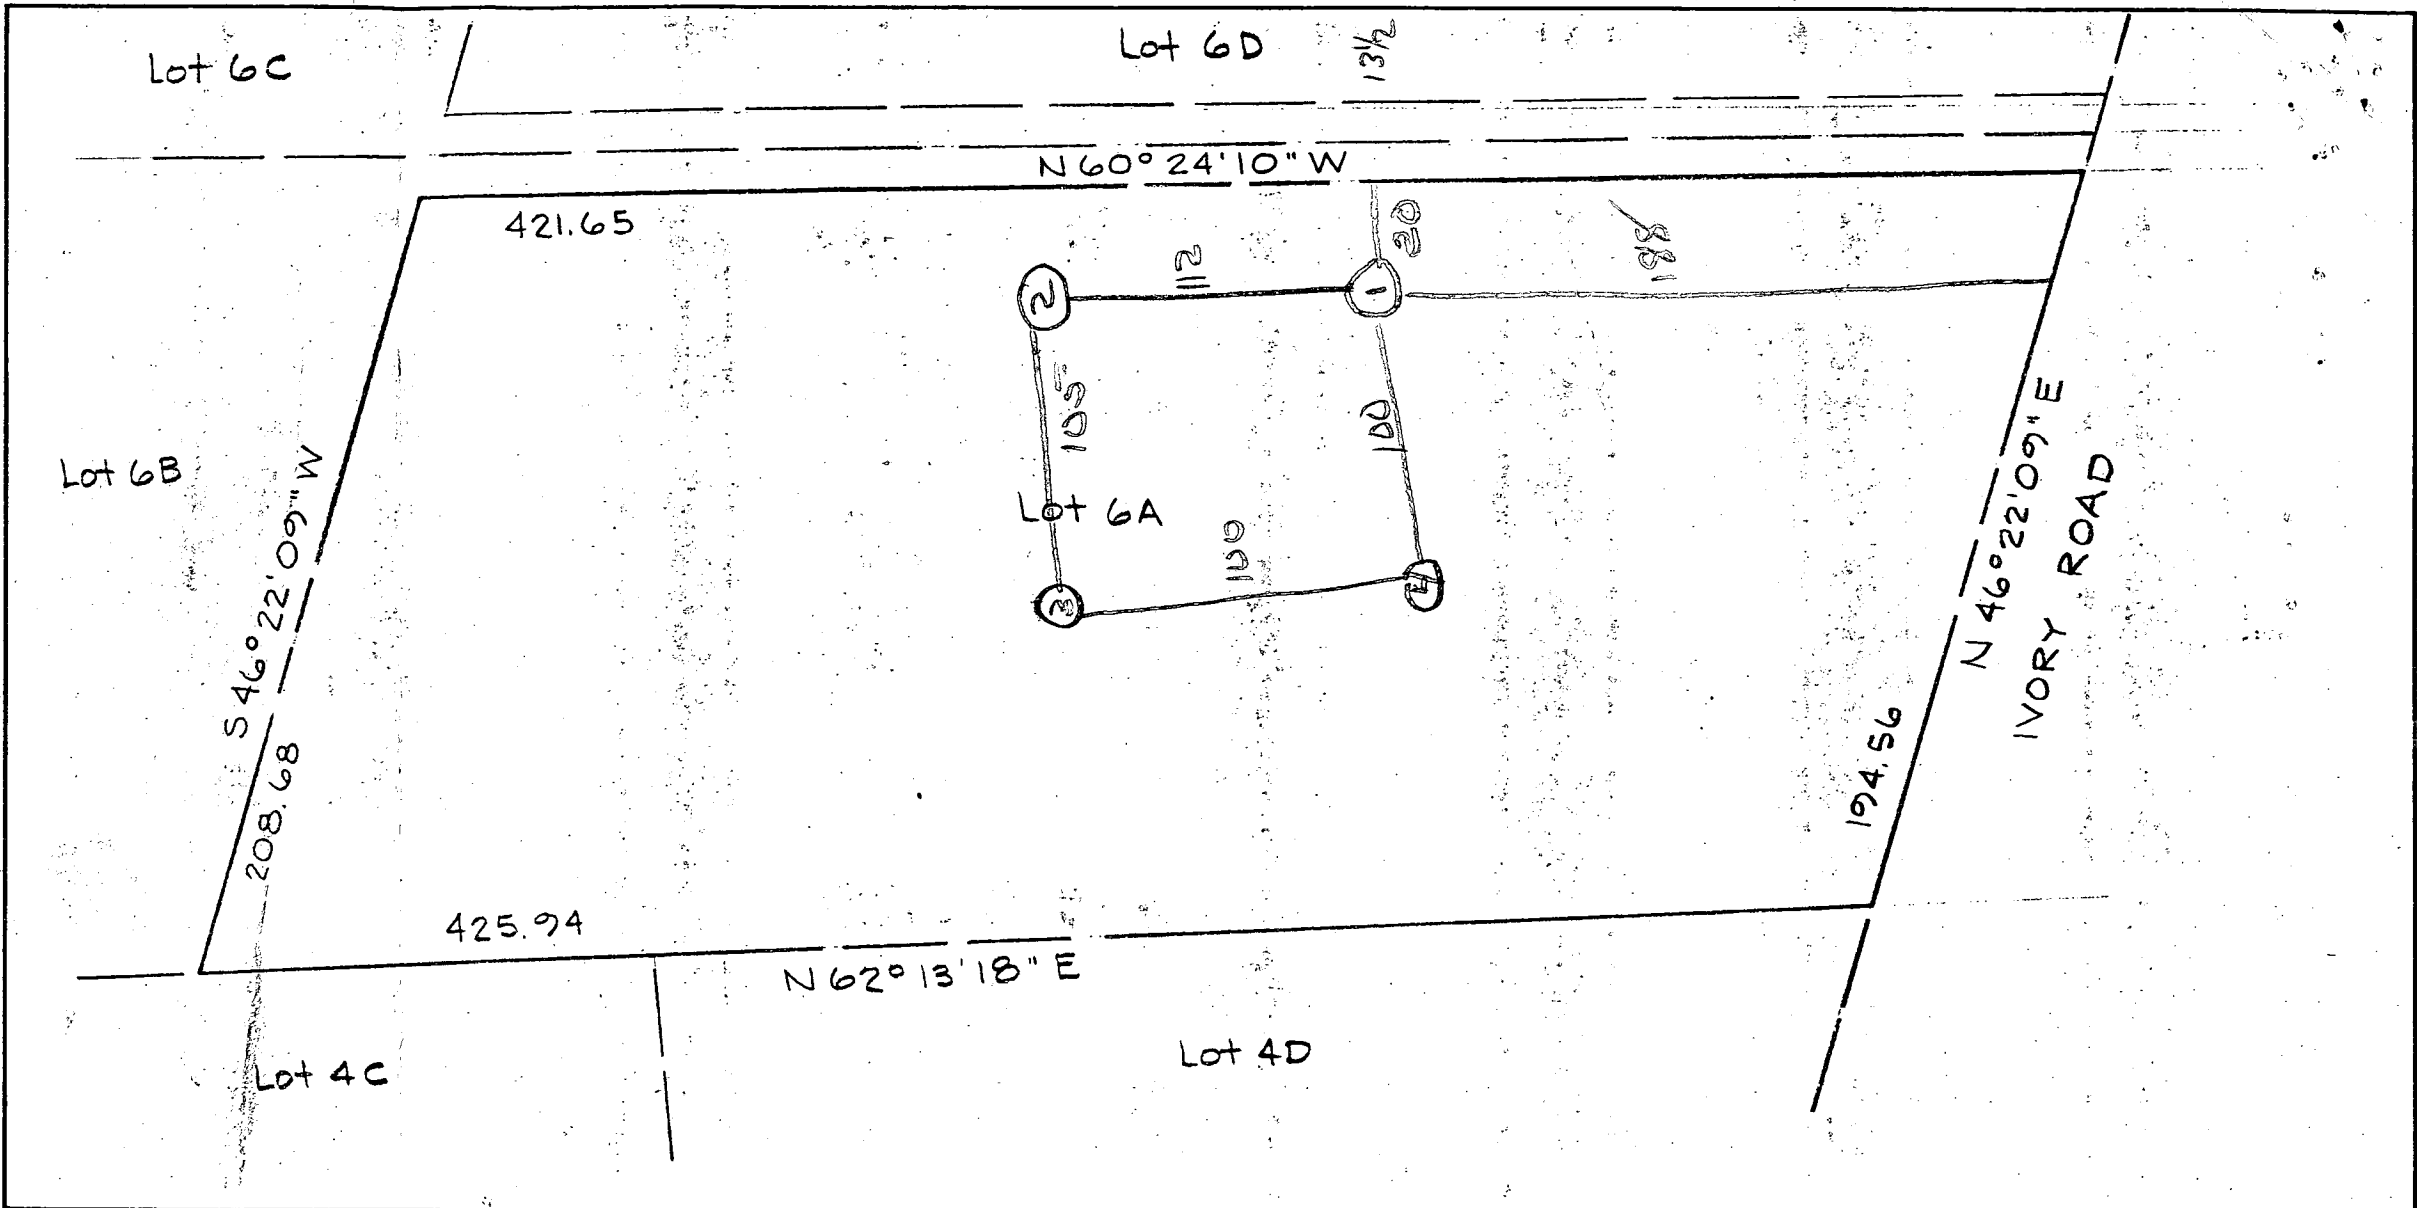 Lot 6C
Lot 6D
13½
N 60° 24' 10" W
421.65
20
112
188
2
1
105
100
Lot 6B
S 46° 22' 09" W
208.68
Lot 6A
100
3
4
N 46° 22' 09" E
IVORY ROAD
194.56
425.94
N 62° 13' 18" E
Lot 4C
Lot 4D